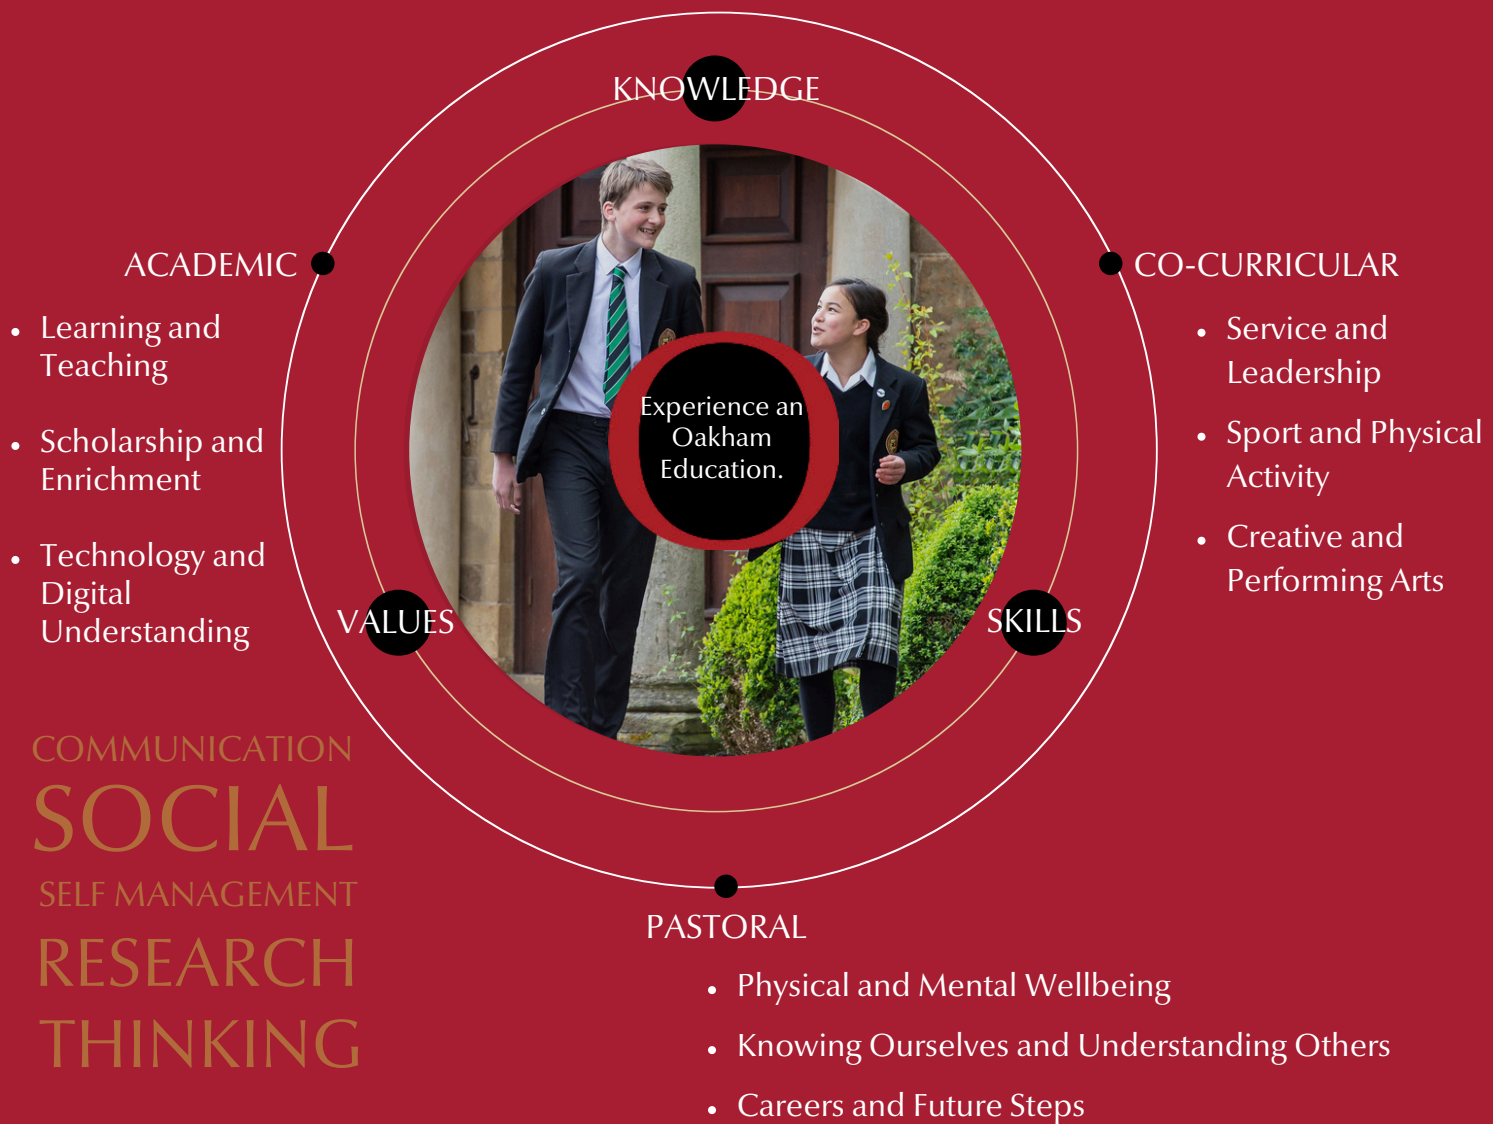 KNOWLEDGE
ACADEMIC
• Learning and
Teaching
• Scholarship and
Enrichment
• Technology and
Digital
Understanding
CO-CURRICULAR
• Service and
Leadership
• Sport and Physical
Activity
• Creative and
Performing Arts
Experience an
Oakham
Education.
VALUES
SKILLS
COMMUNICATION
SOCIAL
SELF MANAGEMENT
RESEARCH
THINKING
PASTORAL
• Physical and Mental Wellbeing
• Knowing Ourselves and Understanding Others
• Careers and Future Steps